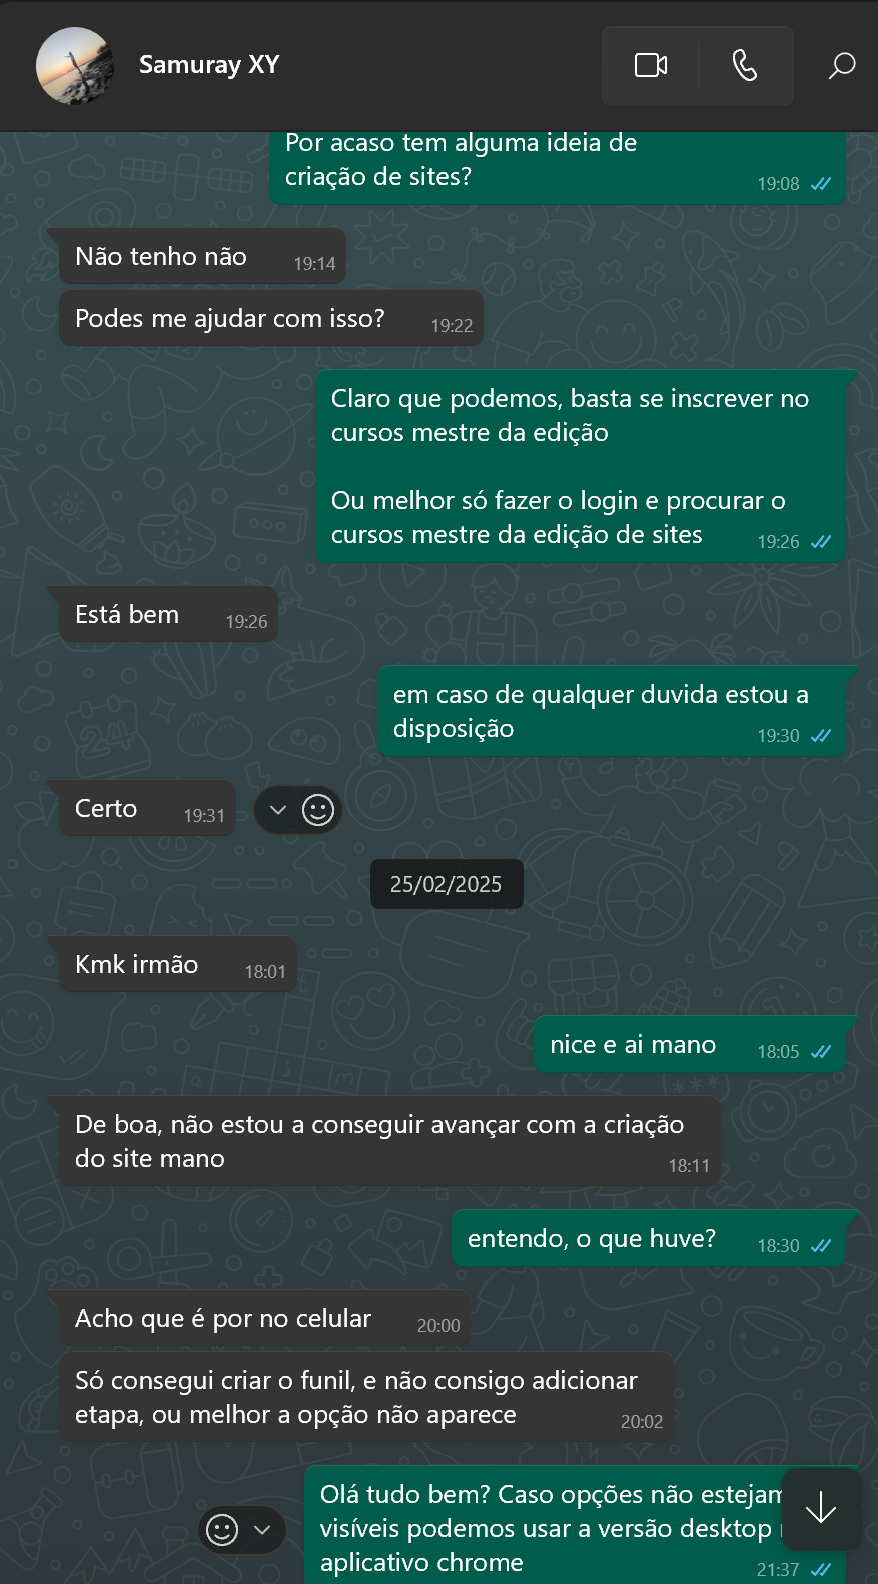 Samuray XY
Por acaso tem alguma ideia de
criação de sites?
19:08
Não tenho não
19:14
Podes me ajudar com isso?
19:22
Claro que podemos, basta se inscrever no
cursos mestre da edição
Ou melhor só fazer o login e procurar o
cursos mestre da edição de sites
19:26
Está bem
19:26
em caso de qualquer duvida estou a
disposição
19:30
Certo
19:31
25/02/2025
Kmk irmão
18:01
nice e ai mano
18:05
De boa, não estou a conseguir avançar com a criação
do site mano
18:11
entendo, o que huve?
18:30
Acho que é por no celular
20:00
Só consegui criar o funil, e não consigo adicionar
etapa, ou melhor a opção não aparece
20:02
Olá tudo bem? Caso opções não estejam
visíveis podemos usar a versão desktop
aplicativo chrome
21:37